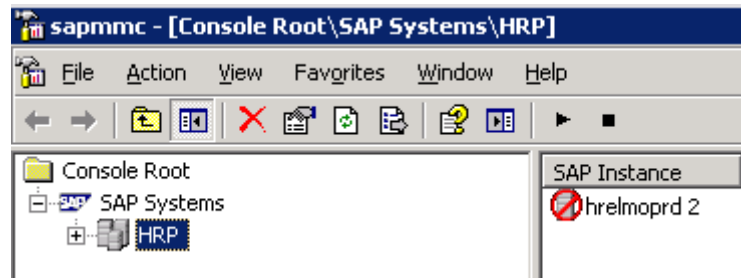 sapmmc - [Console Root\SAP Systems\HRP]
File Action View Favorites Window Help
Console Root
SAP Systems
HRP
SAP Instance
hrelmoprd 2